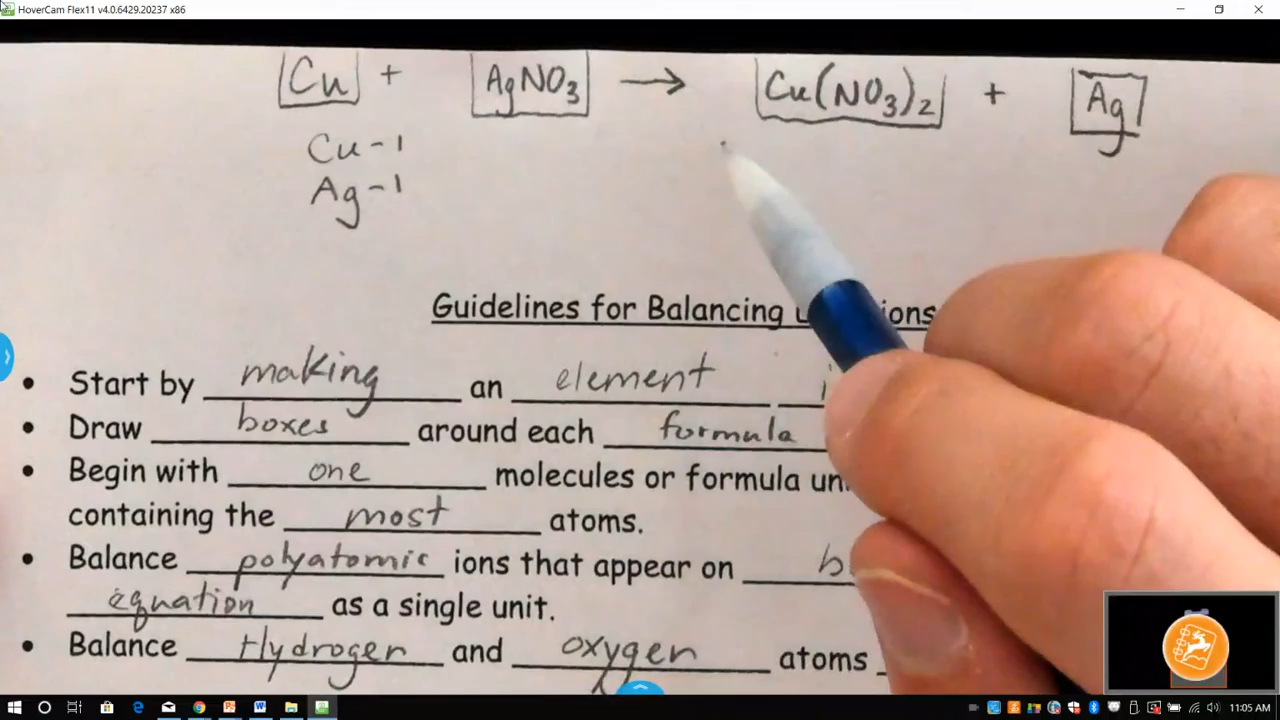 HoverCam Flex11 v4.0.6429.20237 x86
Cu + AgNO3 → Cu(NO3)2 + Ag
Cu-1
Ag-1
Guidelines for Balancing
• Start by making an element
• Draw boxes around each formula
• Begin with one molecules or formula
containing the most atoms.
• Balance polyatomic ions that appear on
equation as a single unit.
• Balance Hydrogen and oxygen atoms
11:05 AM